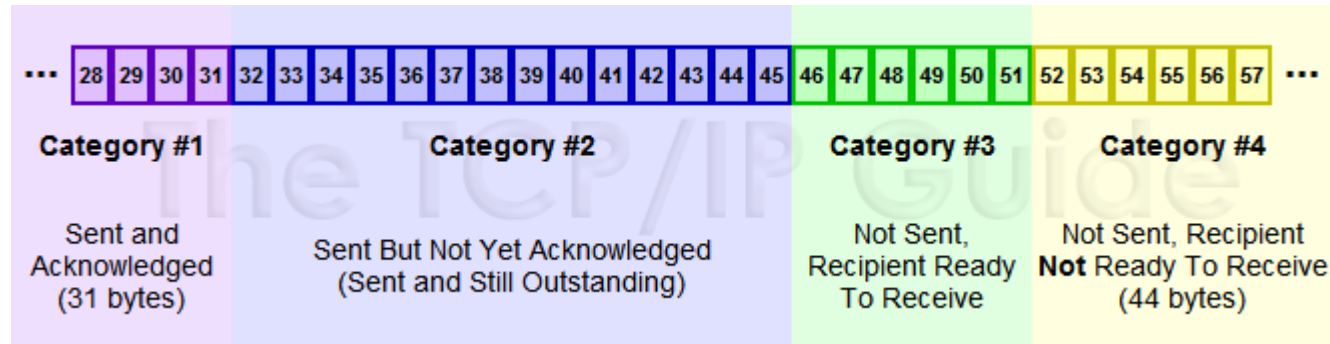 ... 28 29 30 31 32 33 34 35 36 37 38 39 40 41 42 43 44 45 46 47 48 49 50 51 52 53 54 55 56 57 ...
Category #1 Category #2 Category #3 Category #4
The TCP/IP Guide
Sent and
Acknowledged
(31 bytes)
Sent But Not Yet Acknowledged
(Sent and Still Outstanding)
Not Sent,
Recipient Ready
To Receive
Not Sent, Recipient
Not Ready To Receive
(44 bytes)